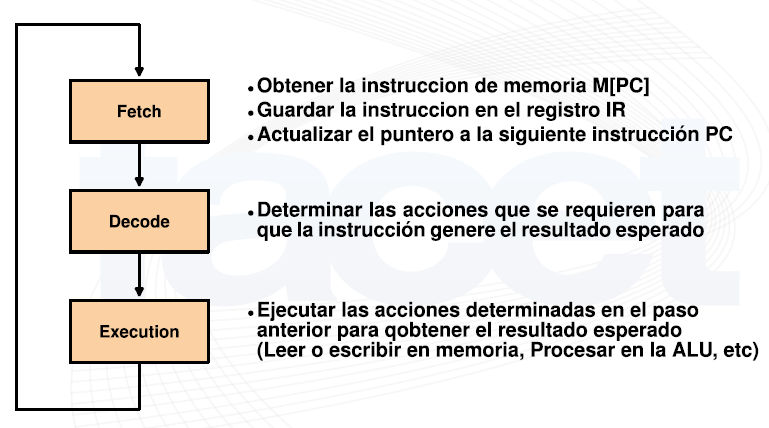 Fetch
• Obtener la instruccion de memoria M[PC]
• Guardar la instruccion en el registro IR
• Actualizar el puntero a la siguiente instrucción PC
Decode
• Determinar las acciones que se requieren para
que la instrucción genere el resultado esperado
Execution
• Ejecutar las acciones determinadas en el paso
anterior para qobtener el resultado esperado
(Leer o escribir en memoria, Procesar en la ALU, etc)
facet